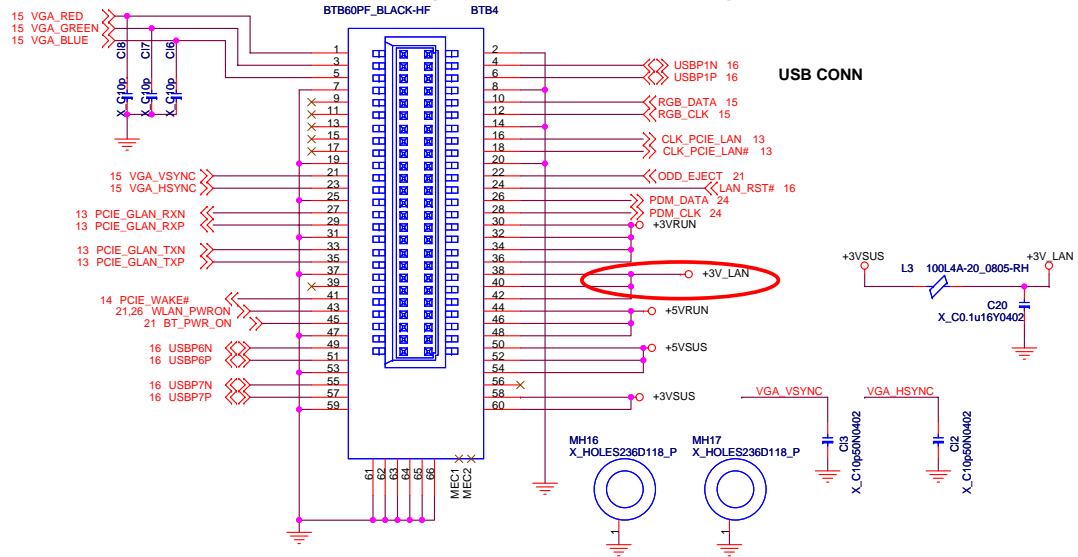 BTB60PF_BLACK-HF BTB4
15 VGA_RED
15 VGA_GREEN
15 VGA_BLUE
CI8
CI7
CI6
X_C10p
X_C10p
X_C10p
1 2
3 4 USBP1N 16
5 6 USBP1P 16
USB CONN
7 8
9 10 RGB_DATA 15
11 12 RGB_CLK 15
13 14
15 16 CLK_PCIE_LAN 13
17 18 CLK_PCIE_LAN# 13
19 20
15 VGA_VSYNC 21 22 ODD_EJECT 21
15 VGA_HSYNC 23 24 LAN_RST# 16
25 26 PDM_DATA 24
13 PCIE_GLAN_RXN 27 28 PDM_CLK 24
13 PCIE_GLAN_RXP 29 30 +3VRUN
31 32
13 PCIE_GLAN_TXN 33 34
13 PCIE_GLAN_TXP 35 36
37 38 +3V_LAN
39 40
14 PCIE_WAKE# 41 42
21,26 WLAN_PWRON 43 44 +5VRUN
21 BT_PWR_ON 45 46
47 48
16 USBP6N 49 50 +5VSUS
16 USBP6P 51 52
53 54
16 USBP7N 55 56
16 USBP7P 57 58 +3VSUS
59 60
61
62
63
64
65
66
MEC1
MEC2
+3VSUS
L3 100L4A-20_0805-RH
+3V_LAN
C20
X_C0.1u16Y0402
VGA_VSYNC
CI3
X_C10p50N0402
VGA_HSYNC
CI2
X_C10p50N0402
MH16
X_HOLES236D118_P
1
MH17
X_HOLES236D118_P
1